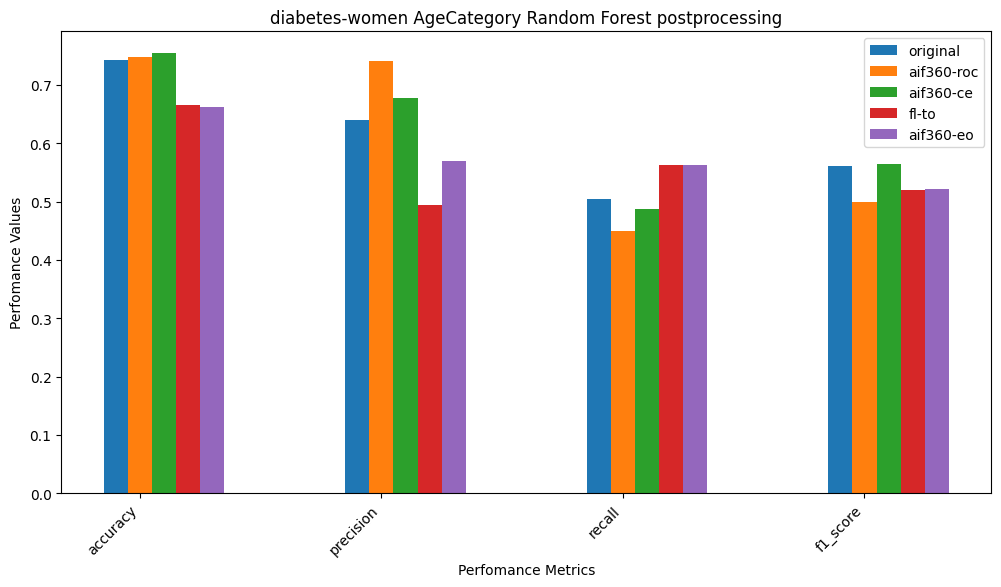 diabetes-women AgeCategory Random Forest postprocessing
original
aif360-roc
aif360-ce
fl-to
aif360-eo
Perfomance Values
0.7
0.6
0.5
0.4
0.3
0.2
0.1
0.0
accuracy
precision
recall
f1_score
Perfomance Metrics